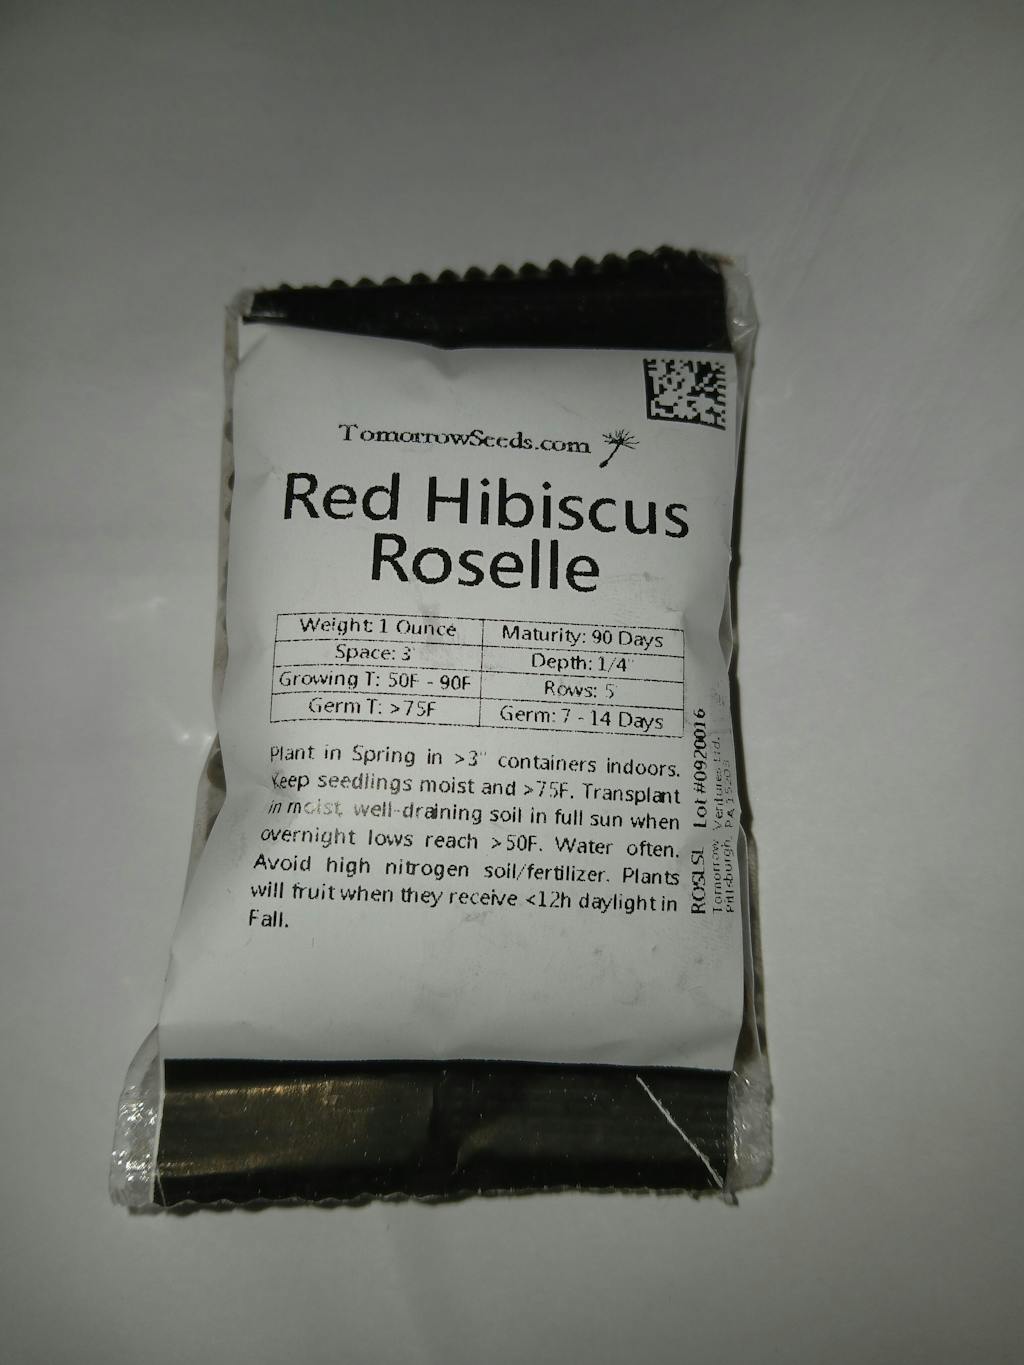 TomorrowSeeds.com
Red Hibiscus
Roselle
Weight: 1 Ounce Maturity: 90 Days
Space: 3' Depth: 1/4"
Growing T: 50F - 90F Rows: 5'
Germ T: >75F Germ: 7 - 14 Days
Plant in Spring in >3" containers indoors.
Keep seedlings moist and >75F. Transplant
in moist, well-draining soil in full sun when
overnight lows reach >50F. Water often.
Avoid high nitrogen soil/fertilizer. Plants
will fruit when they receive <12h daylight in
Fall.
ROSLSL Lot #0920016
Tomorrow Ventures Ltd.
Pittsburgh, PA 15203